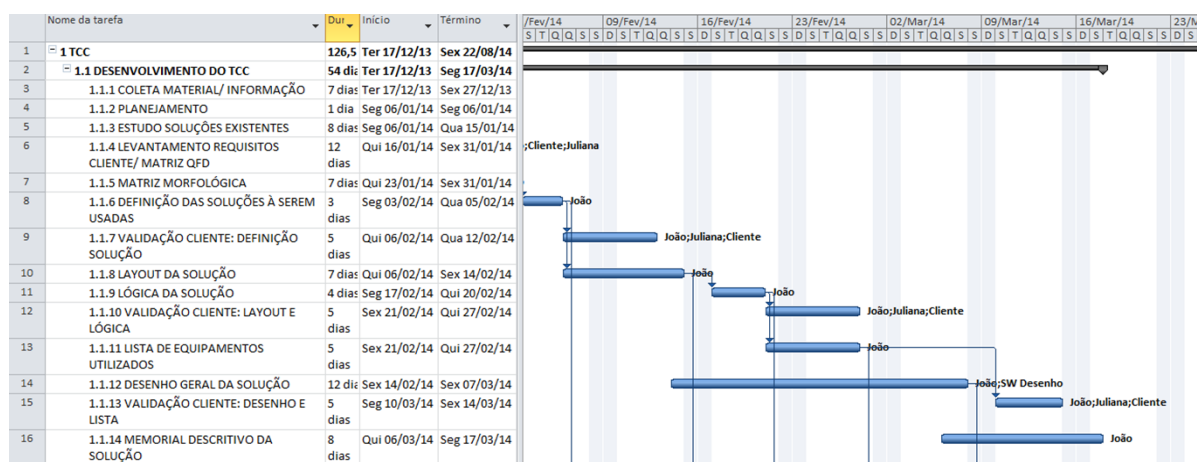 Nome da tarefa Dur Início Término /Fev/14 09/Fev/14 16/Fev/14 23/Fev/14 02/Mar/14 09/Mar/14 16/Mar/14 23/M
S T Q Q S S D S T Q Q S S D S T Q Q S S D S T Q Q S S D S T Q Q S S D S T Q Q S S D S T Q Q S S D S
1 1 TCC 126,5 Ter 17/12/13 Sex 22/08/14
2 1.1 DESENVOLVIMENTO DO TCC 54 dia Ter 17/12/13 Seg 17/03/14
3 1.1.1 COLETA MATERIAL/ INFORMAÇÃO 7 dias Ter 17/12/13 Sex 27/12/13
4 1.1.2 PLANEJAMENTO 1 dia Seg 06/01/14 Seg 06/01/14
5 1.1.3 ESTUDO SOLUÇÔES EXISTENTES 8 dias Seg 06/01/14 Qua 15/01/14
6 1.1.4 LEVANTAMENTO REQUISITOS 12 Qui 16/01/14 Sex 31/01/14 ;Cliente;Juliana
CLIENTE/ MATRIZ QFD dias
7 1.1.5 MATRIZ MORFOLÓGICA 7 dias Qui 23/01/14 Sex 31/01/14
8 1.1.6 DEFINIÇÃO DAS SOLUÇÕES À SEREM 3 Seg 03/02/14 Qua 05/02/14 João
USADAS dias
9 1.1.7 VALIDAÇÃO CLIENTE: DEFINIÇÃO 5 Qui 06/02/14 Qua 12/02/14 João;Juliana;Cliente
SOLUÇÃO dias
10 1.1.8 LAYOUT DA SOLUÇÃO 7 dias Qui 06/02/14 Sex 14/02/14 João
11 1.1.9 LÓGICA DA SOLUÇÃO 4 dias Seg 17/02/14 Qui 20/02/14 João
12 1.1.10 VALIDAÇÃO CLIENTE: LAYOUT E 5 Sex 21/02/14 Qui 27/02/14 João;Juliana;Cliente
LÓGICA dias
13 1.1.11 LISTA DE EQUIPAMENTOS 5 Sex 21/02/14 Qui 27/02/14 João
UTILIZADOS dias
14 1.1.12 DESENHO GERAL DA SOLUÇÃO 12 dia Sex 14/02/14 Sex 07/03/14 João;SW Desenho
15 1.1.13 VALIDAÇÃO CLIENTE: DESENHO E 5 Seg 10/03/14 Sex 14/03/14 João;Juliana;Cliente
LISTA dias
16 1.1.14 MEMORIAL DESCRITIVO DA 8 Qui 06/03/14 Seg 17/03/14 João
SOLUÇÃO dias